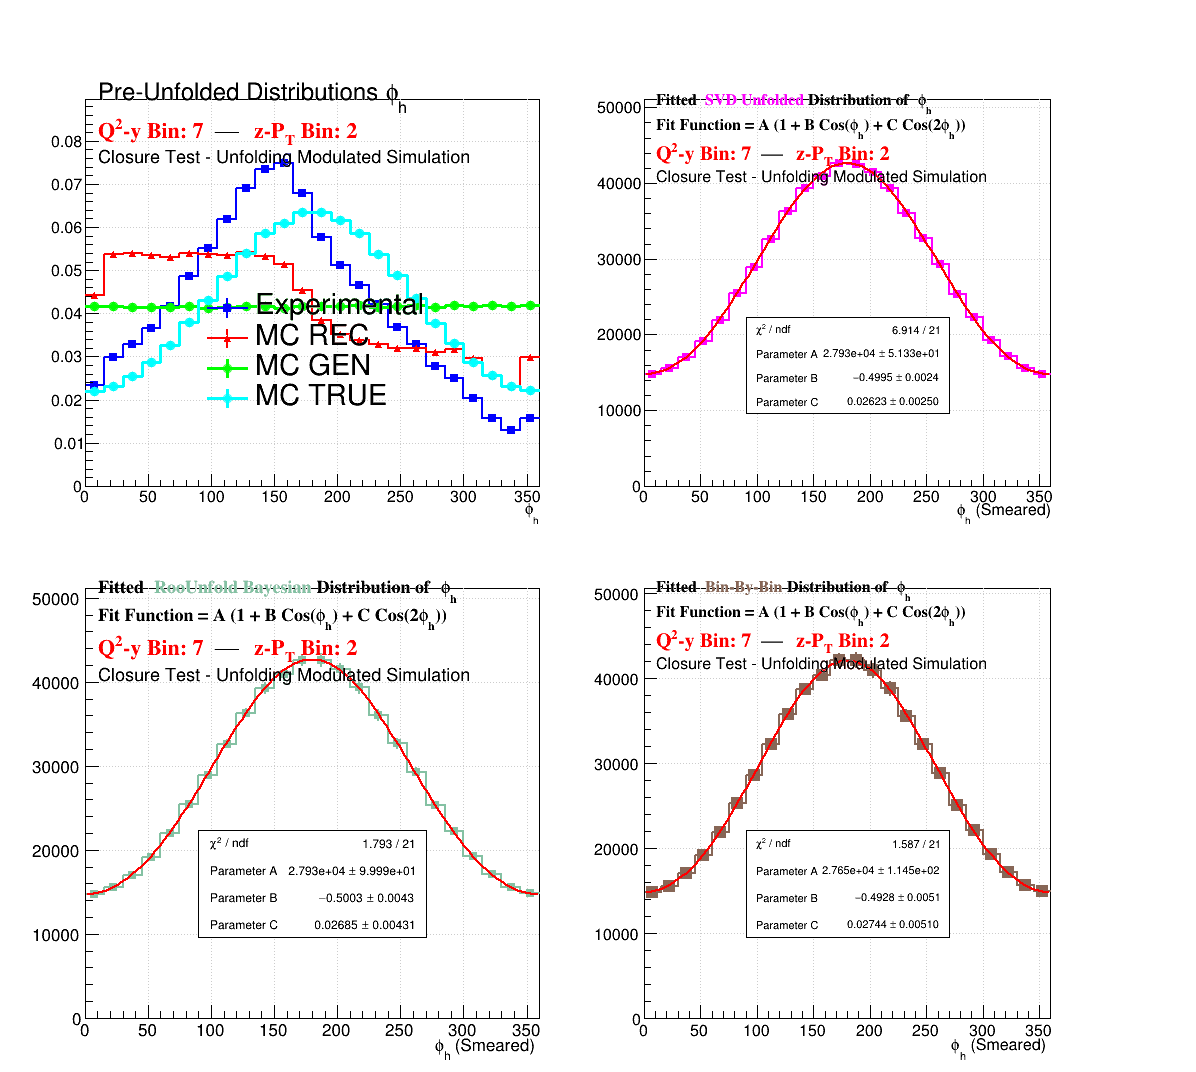 Pre-Unfolded Distributions ϕh
Q²-y Bin: 7 — z-PT Bin: 2
Closure Test - Unfolding Modulated Simulation
0.08
0.07
0.06
0.05
0.04
0.03
0.02
0.01
0
Experimental
MC REC
MC GEN
MC TRUE
0 50 100 150 200 250 300 350
ϕh
Fitted SVD Unfolded Distribution of ϕh
Fit Function = A (1 + B Cos(ϕh) + C Cos(2ϕh))
Q²-y Bin: 7 — z-PT Bin: 2
Closure Test - Unfolding Modulated Simulation
50000
40000
30000
20000
10000
0
χ² / ndf 6.914 / 21
Parameter A 2.793e+04 ± 5.133e+01
Parameter B −0.4995 ± 0.0024
Parameter C 0.02623 ± 0.00250
0 50 100 150 200 250 300 350
ϕh (Smeared)
Fitted RooUnfold Bayesian Distribution of ϕh
Fit Function = A (1 + B Cos(ϕh) + C Cos(2ϕh))
Q²-y Bin: 7 — z-PT Bin: 2
Closure Test - Unfolding Modulated Simulation
50000
40000
30000
20000
10000
0
χ² / ndf 1.793 / 21
Parameter A 2.793e+04 ± 9.999e+01
Parameter B −0.5003 ± 0.0043
Parameter C 0.02685 ± 0.00431
0 50 100 150 200 250 300 350
ϕh (Smeared)
Fitted Bin-By-Bin Distribution of ϕh
Fit Function = A (1 + B Cos(ϕh) + C Cos(2ϕh))
Q²-y Bin: 7 — z-PT Bin: 2
Closure Test - Unfolding Modulated Simulation
50000
40000
30000
20000
10000
0
χ² / ndf 1.587 / 21
Parameter A 2.765e+04 ± 1.145e+02
Parameter B −0.4928 ± 0.0051
Parameter C 0.02744 ± 0.00510
0 50 100 150 200 250 300 350
ϕh (Smeared)